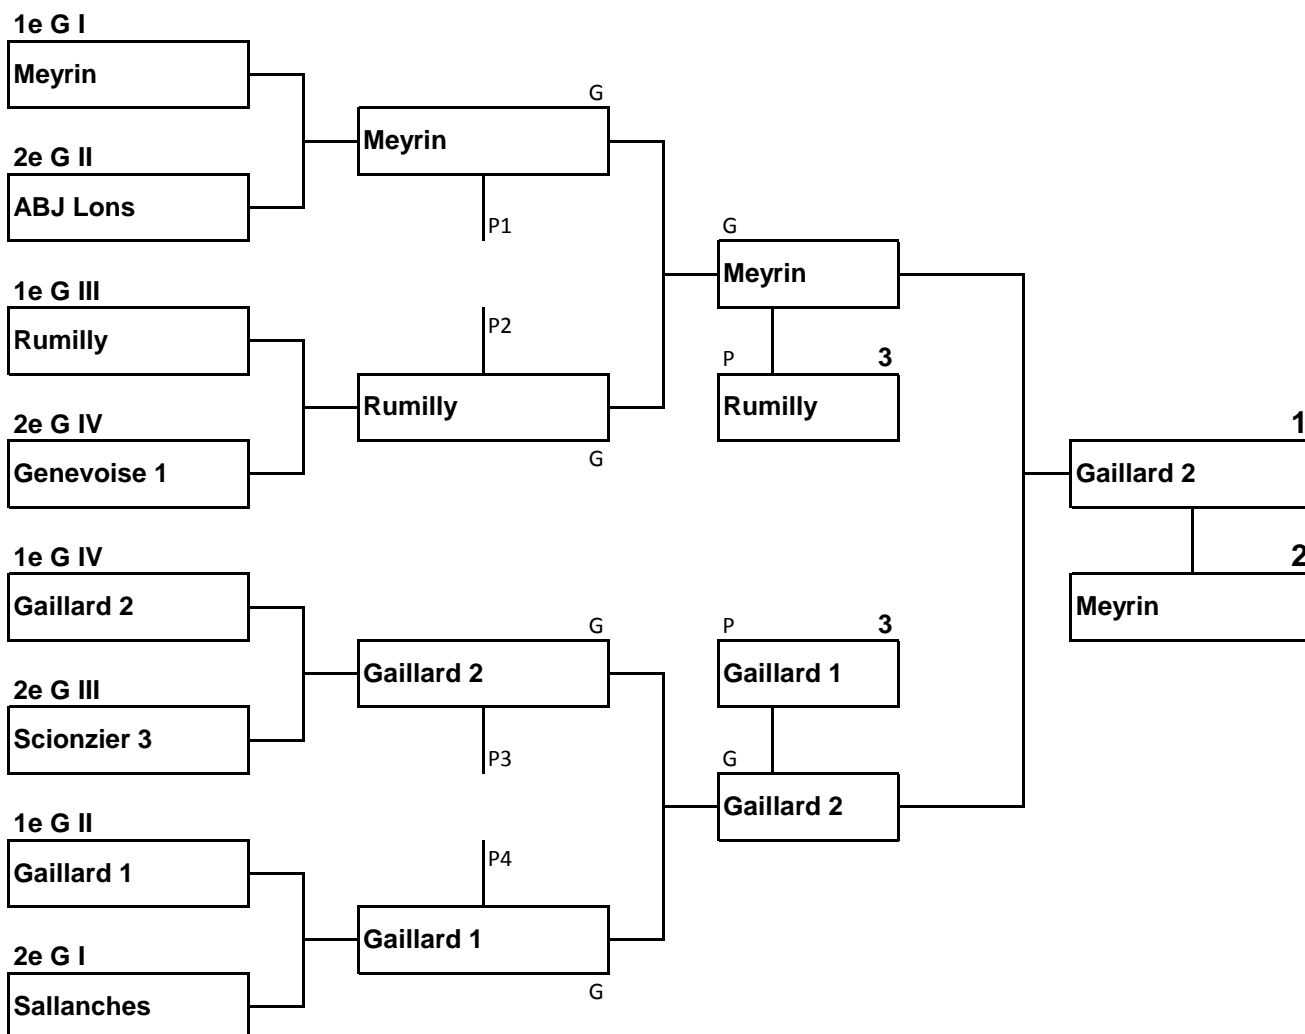 1e G I
Meyrin
G
Meyrin
2e G II
ABJ Lons
P1
G
Meyrin
1e G III
Rumilly
P2
P
3
Rumilly
Rumilly
2e G IV
Genevoise 1
G
1
Gaillard 2
1e G IV
Gaillard 2
2
Meyrin
G
Gaillard 2
P
3
Gaillard 1
2e G III
Scionzier 3
P3
G
Gaillard 2
1e G II
Gaillard 1
P4
Gaillard 1
2e G I
Sallanches
G